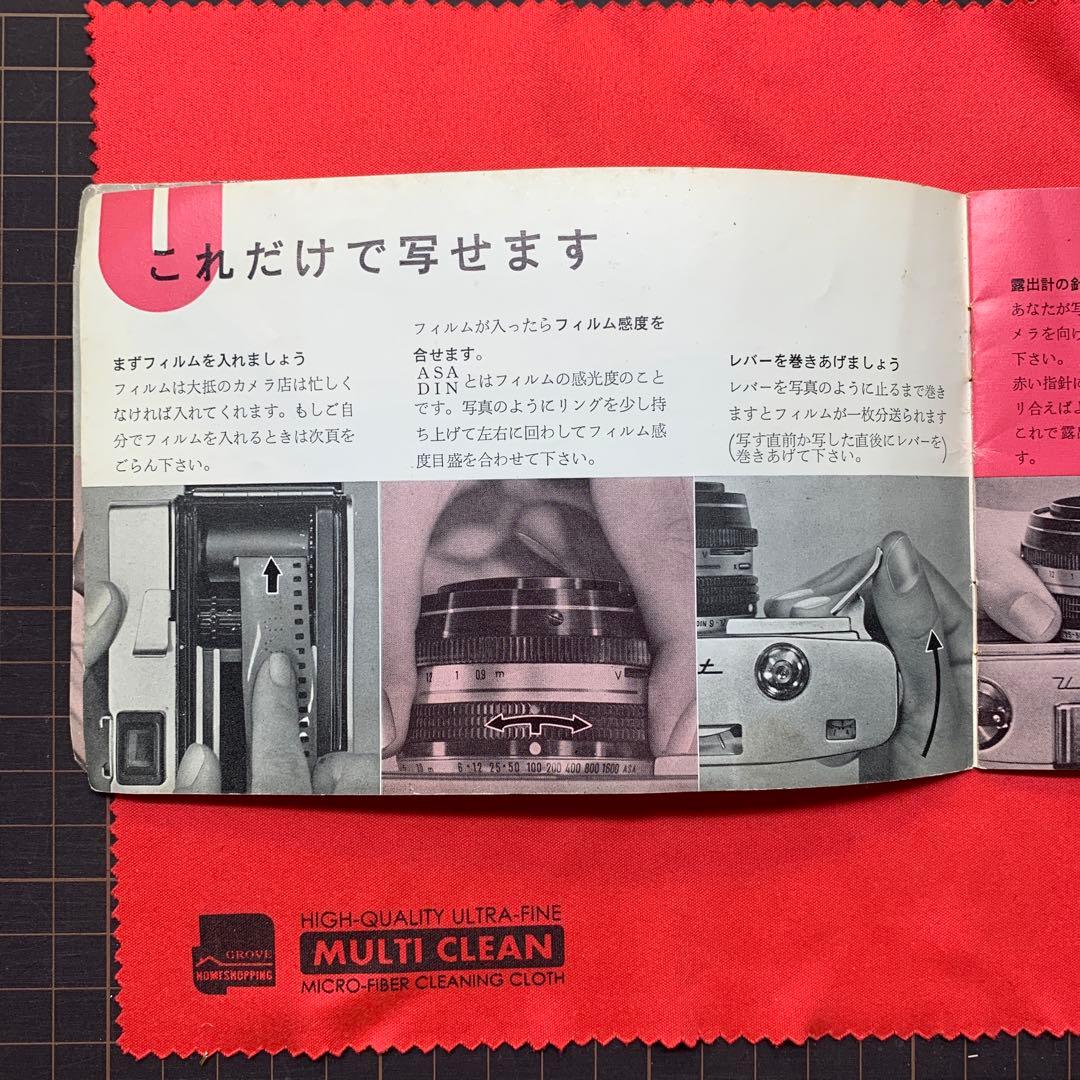 これだけで写せます
まずフィルムを入れましょう
フィルムは大抵のカメラ店は忙しく
なければ入れてくれます。もしご自
分でフィルムを入れるときは次頁を
ごらん下さい。
フィルムが入ったらフィルム感度を
合せます。
ASA
DIN とはフィルムの感光度のこと
です。写真のようにリングを少し持
ち上げて左右に回わしてフィルム感
度目盛を合わせて下さい。
レバーを巻きあげましょう
レバーを写真のように止るまで巻き
ますとフィルムが一枚分送られます
(写す直前か写した直後にレバーを
巻きあげて下さい。)
露出計の針
あなたが写
メラを向け
下さい。
赤い指針に
リ合えばよ
これで露出
す。
12 1 0.9 m V
10 m 6・12 25・50 100 200 400 800 1600 ASA
V
DIN 9・12
12 1
GROVE
HOMESHOPPING
HIGH-QUALITY ULTRA-FINE
MULTI CLEAN
MICRO-FIBER CLEANING CLOTH